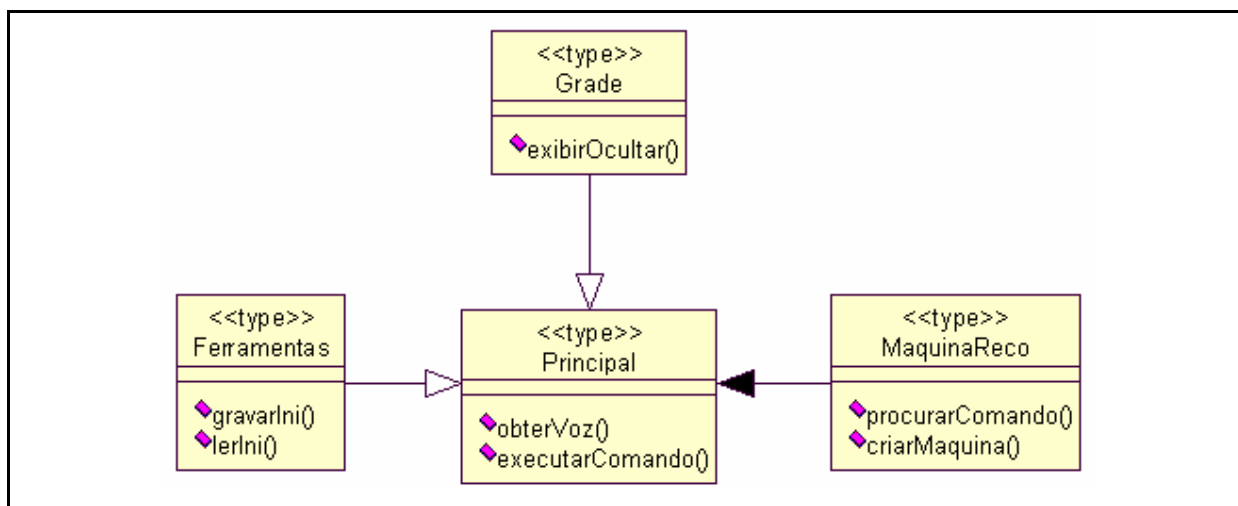 <<type>>
Grade
exibirOcultar()
<<type>>
Ferramentas
gravarIni()
lerIni()
<<type>>
Principal
obterVoz()
executarComando()
<<type>>
MaquinaReco
procurarComando()
criarMaquina()